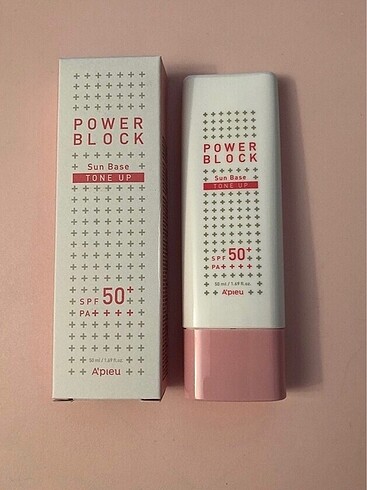 POWER
BLOCK
Sun Base
TONE UP
SPF 50+
PA++++
50 ml / 1.69 fl.oz.
A'pieu
POWER
BLOCK
Sun Base
TONE UP
SPF 50+
PA++++
50 ml / 1.69 fl.oz.
A'pieu